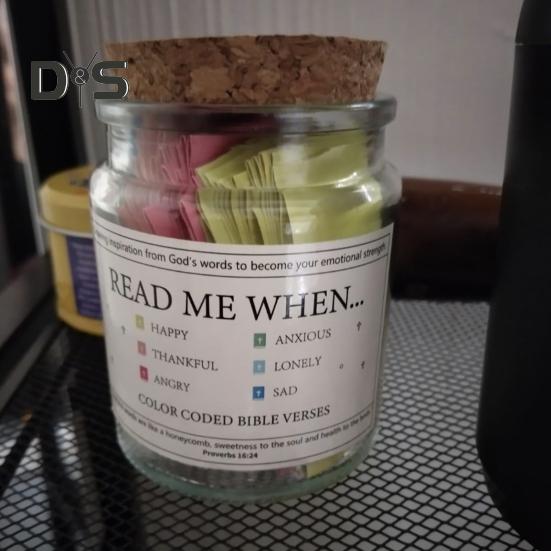 D&S
inspiration from God's words to become your emotional strength
READ ME WHEN...
HAPPY
THANKFUL
ANGRY
ANXIOUS
LONELY
SAD
COLOR CODED BIBLE VERSES
words are like a honeycomb, sweetness to the soul and health to the
Proverbs 16:24